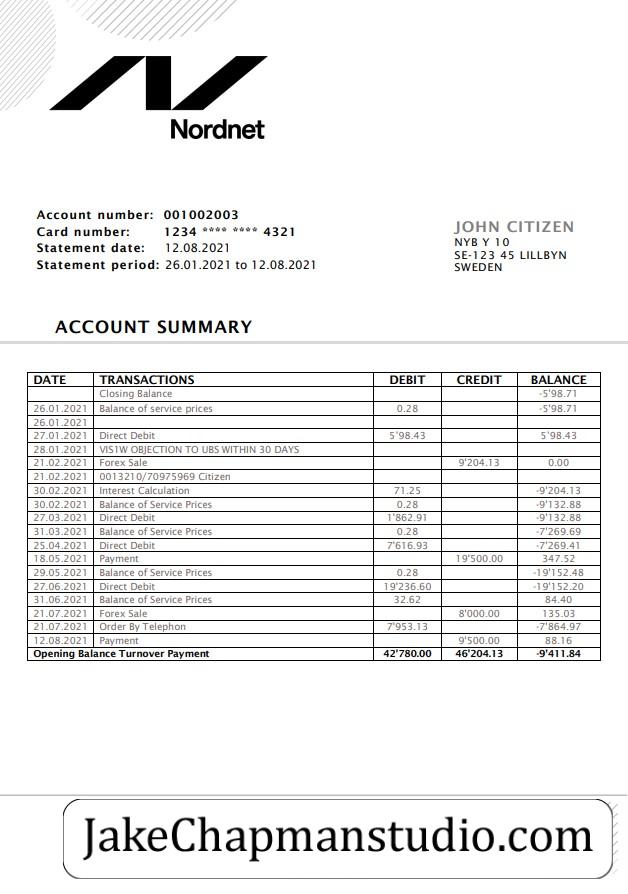 Nordnet
Account number: 001002003
Card number: 1234 **** **** 4321
Statement date: 12.08.2021
Statement period: 26.01.2021 to 12.08.2021
JOHN CITIZEN
NYB Y 10
SE-123 45 LILLBYN
SWEDEN
ACCOUNT SUMMARY
DATE TRANSACTIONS DEBIT CREDIT BALANCE
Closing Balance -5'98.71
26.01.2021 Balance of service prices 0.28 -5'98.71
26.01.2021
27.01.2021 Direct Debit 5'98.43 5'98.43
28.01.2021 VIS1W OBJECTION TO UBS WITHIN 30 DAYS
21.02.2021 Forex Sale 9'204.13 0.00
21.02.2021 0013210/70975969 Citizen
30.02.2021 Interest Calculation 71.25 -9'204.13
30.02.2021 Balance of Service Prices 0.28 -9'132.88
27.03.2021 Direct Debit 1'862.91 -9'132.88
31.03.2021 Balance of Service Prices 0.28 -7'269.69
25.04.2021 Direct Debit 7'616.93 -7'269.41
18.05.2021 Payment 19'500.00 347.52
29.05.2021 Balance of Service Prices 0.28 -19'152.48
27.06.2021 Direct Debit 19'236.60 -19'152.20
31.06.2021 Balance of Service Prices 32.62 84.40
21.07.2021 Forex Sale 8'000.00 135.03
21.07.2021 Order By Telephon 7'953.13 -7'864.97
12.08.2021 Payment 9'500.00 88.16
Opening Balance Turnover Payment 42'780.00 46'204.13 -9'411.84
JakeChapmanstudio.com